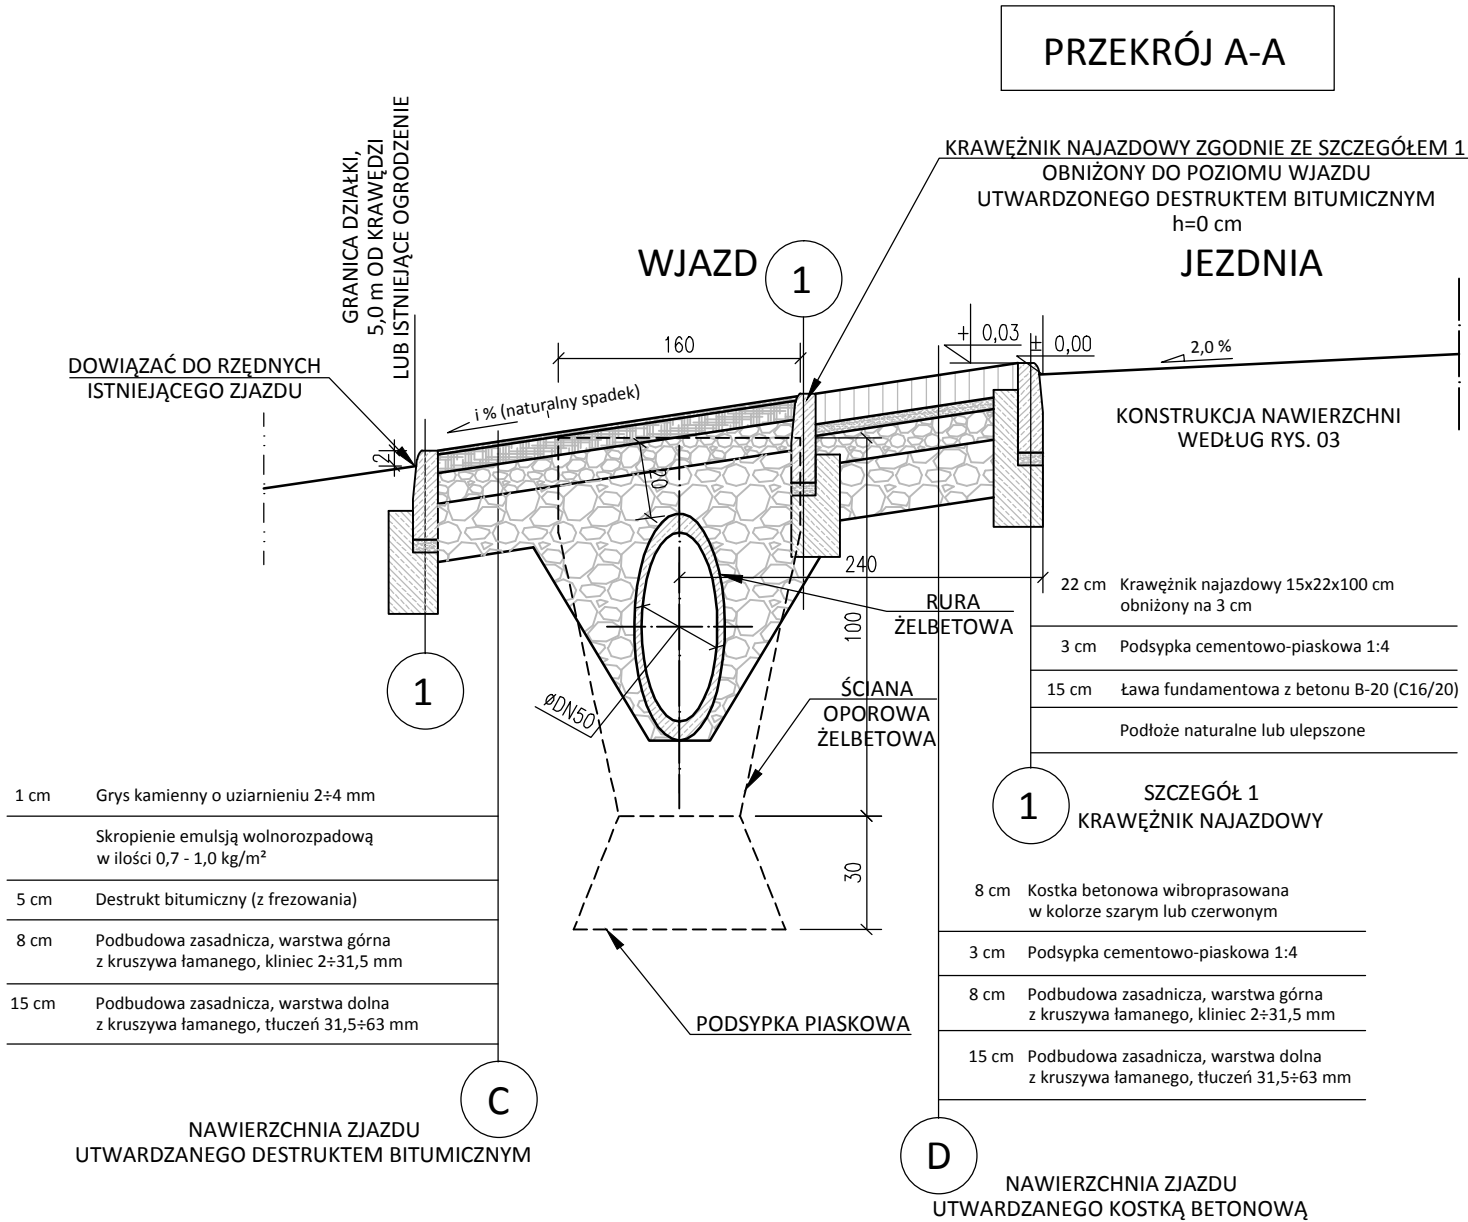 PRZEKRÓJ A-A
GRANICA DZIAŁKI,
5,0 m OD KRAWĘDZI
LUB ISTNIEJĄCE OGRODZENIE
KRAWĘŻNIK NAJAZDOWY ZGODNIE ZE SZCZEGÓŁEM 1
OBNIŻONY DO POZIOMU WJAZDU
UTWARDZONEGO DESTRUKTEM BITUMICZNYM
h=0 cm
WJAZD
1
JEZDNIA
DOWIĄZAĆ DO RZĘDNYCH
ISTNIEJĄCEGO ZJAZDU
160
+ 0,03
± 0,00
2,0 %
i % (naturalny spadek)
KONSTRUKCJA NAWIERZCHNI
WEDŁUG RYS. 03
2
20
240
100
30
RURA
ŻELBETOWA
øDN50
ŚCIANA
OPOROWA
ŻELBETOWA
1
22 cm Krawężnik najazdowy 15x22x100 cm
obniżony na 3 cm
3 cm Podsypka cementowo-piaskowa 1:4
15 cm Ława fundamentowa z betonu B-20 (C16/20)
Podłoże naturalne lub ulepszone
1
SZCZEGÓŁ 1
KRAWĘŻNIK NAJAZDOWY
1 cm Grys kamienny o uziarnieniu 2÷4 mm
Skropienie emulsją wolnorozpadową
w ilości 0,7 - 1,0 kg/m²
5 cm Destrukt bitumiczny (z frezowania)
8 cm Podbudowa zasadnicza, warstwa górna
z kruszywa łamanego, kliniec 2÷31,5 mm
15 cm Podbudowa zasadnicza, warstwa dolna
z kruszywa łamanego, tłuczeń 31,5÷63 mm
C
NAWIERZCHNIA ZJAZDU
UTWARDZANEGO DESTRUKTEM BITUMICZNYM
PODSYPKA PIASKOWA
8 cm Kostka betonowa wibroprasowana
w kolorze szarym lub czerwonym
3 cm Podsypka cementowo-piaskowa 1:4
8 cm Podbudowa zasadnicza, warstwa górna
z kruszywa łamanego, kliniec 2÷31,5 mm
15 cm Podbudowa zasadnicza, warstwa dolna
z kruszywa łamanego, tłuczeń 31,5÷63 mm
D
NAWIERZCHNIA ZJAZDU
UTWARDZANEGO KOSTKĄ BETONOWĄ